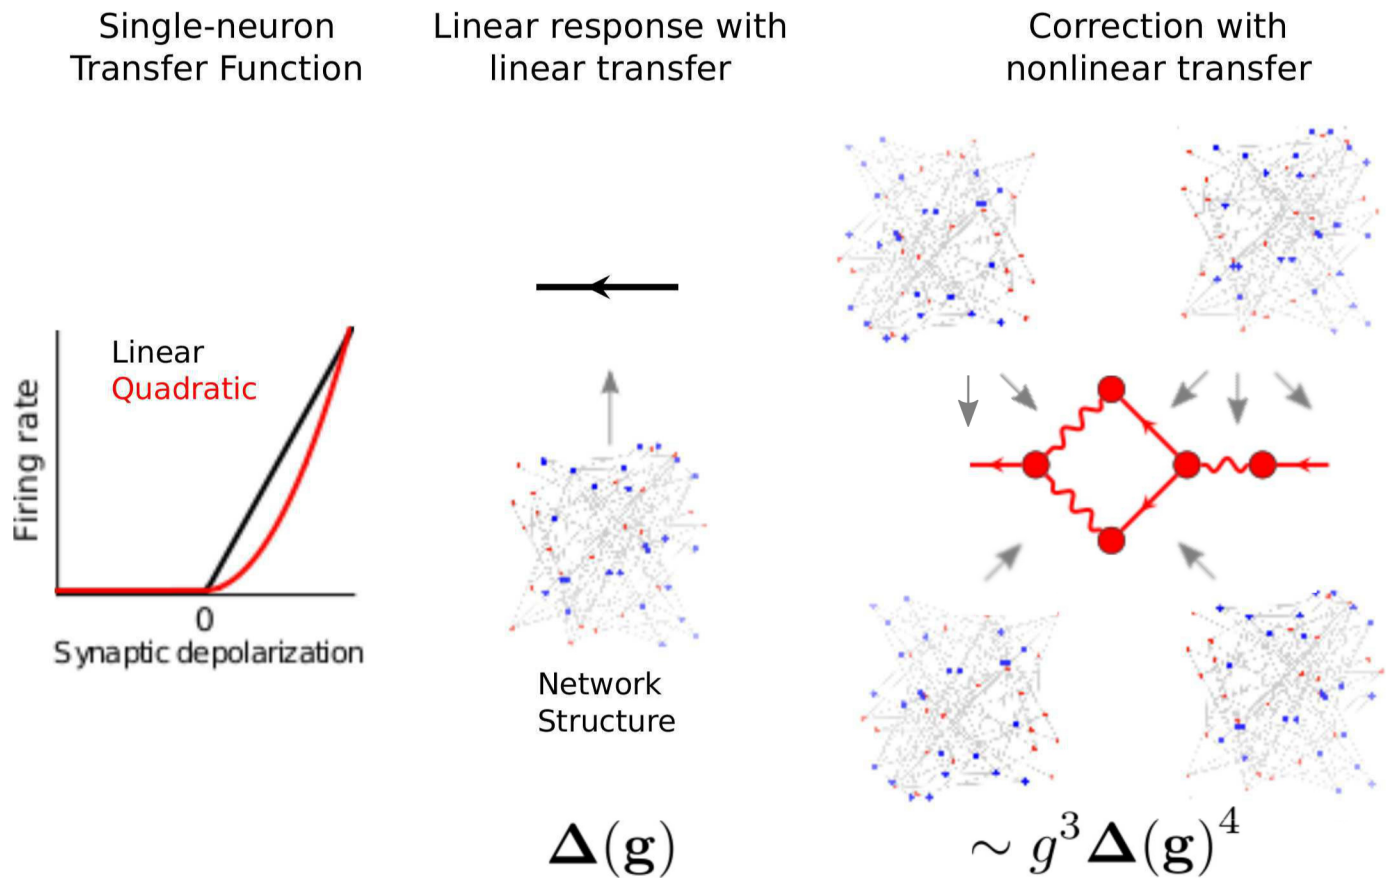 Single-neuron
Transfer Function
Linear response with
linear transfer
Correction with
nonlinear transfer
Linear
Quadratic
Firing rate
0
Synaptic depolarization
Network
Structure
Δ(g)
∼ g³Δ(g)⁴